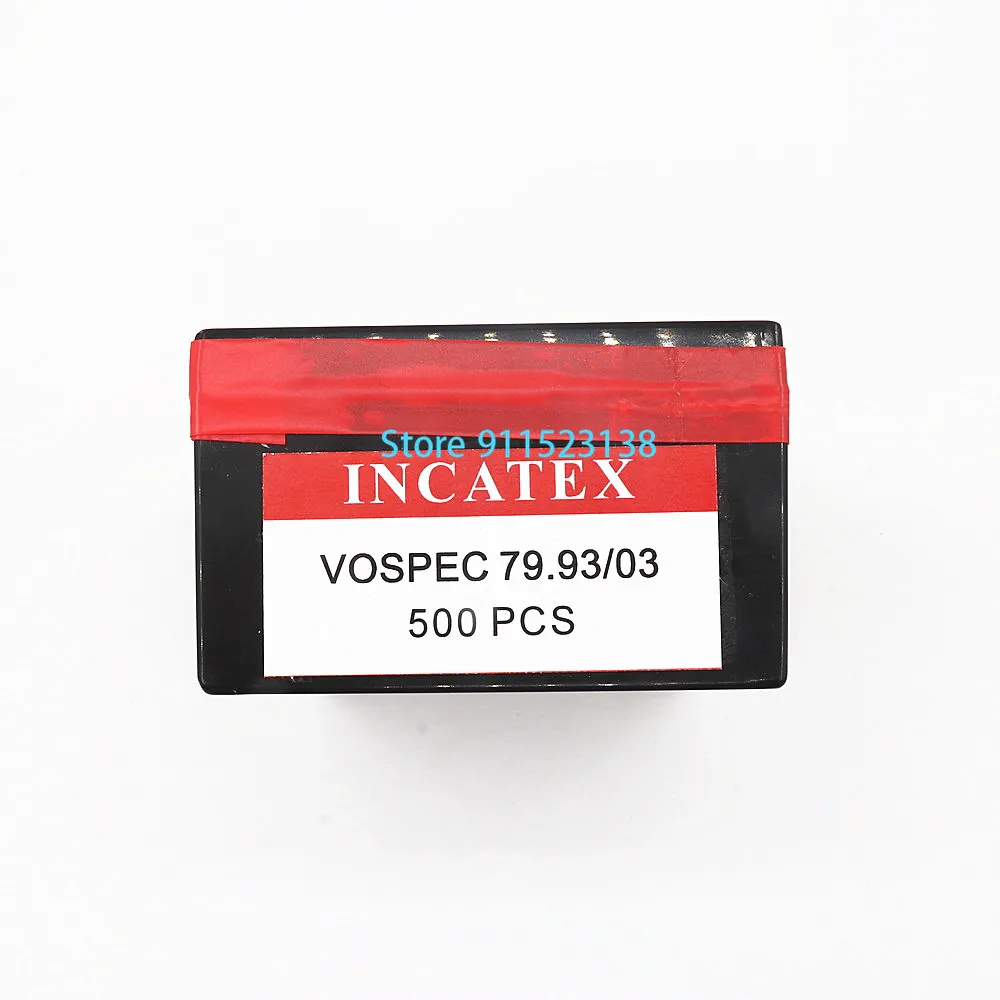 Store 911523138
INCATEX
VOSPEC 79.93/03
500 PCS